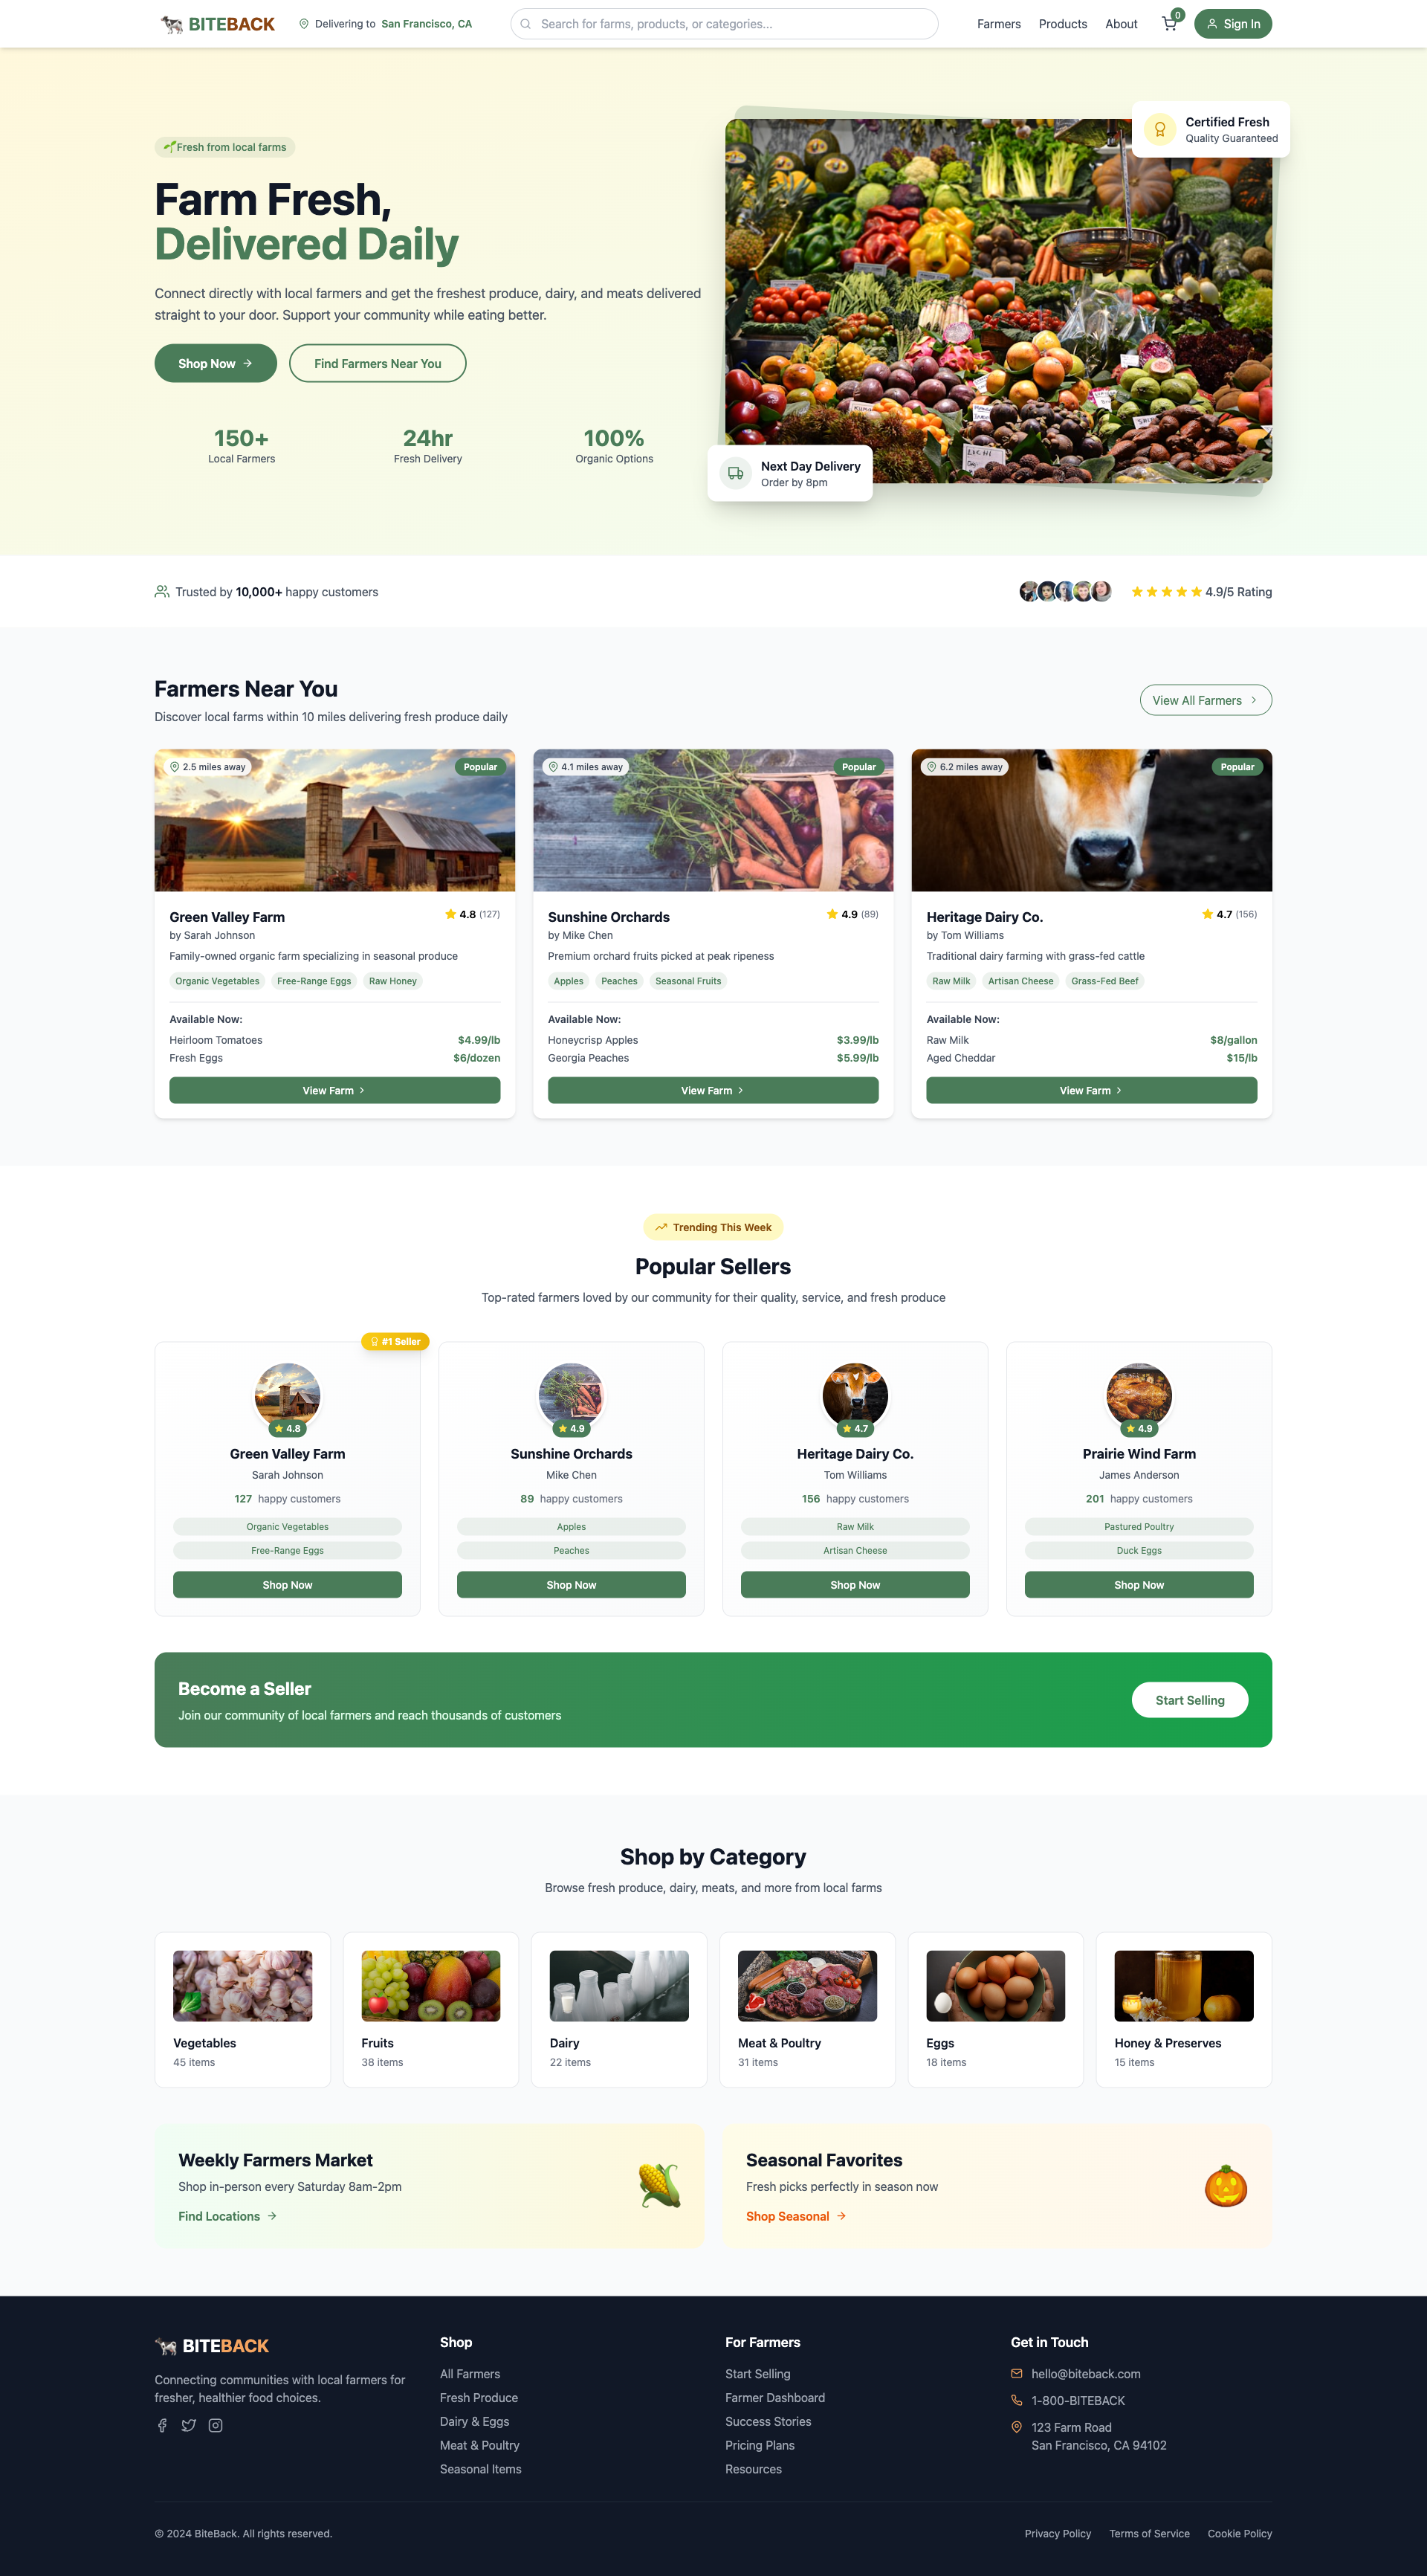 BITEBACK
Delivering to San Francisco, CA
Search for farms, products, or categories...
Farmers
Products
About
0
Sign In
Certified Fresh
Quality Guaranteed
Fresh from local farms
Farm Fresh,
Delivered Daily
Connect directly with local farmers and get the freshest produce, dairy, and meats delivered
straight to your door. Support your community while eating better.
Shop Now
Find Farmers Near You
150+
Local Farmers
24hr
Fresh Delivery
100%
Organic Options
Next Day Delivery
Order by 8pm
Trusted by 10,000+ happy customers
4.9/5 Rating
Farmers Near You
Discover local farms within 10 miles delivering fresh produce daily
View All Farmers
2.5 miles away
Popular
Green Valley Farm
4.8 (127)
by Sarah Johnson
Family-owned organic farm specializing in seasonal produce
Organic Vegetables
Free-Range Eggs
Raw Honey
Available Now:
Heirloom Tomatoes
$4.99/lb
Fresh Eggs
$6/dozen
View Farm
4.1 miles away
Popular
Sunshine Orchards
4.9 (89)
by Mike Chen
Premium orchard fruits picked at peak ripeness
Apples
Peaches
Seasonal Fruits
Available Now:
Honeycrisp Apples
$3.99/lb
Georgia Peaches
$5.99/lb
View Farm
6.2 miles away
Popular
Heritage Dairy Co.
4.7 (156)
by Tom Williams
Traditional dairy farming with grass-fed cattle
Raw Milk
Artisan Cheese
Grass-Fed Beef
Available Now:
Raw Milk
$8/gallon
Aged Cheddar
$15/lb
View Farm
Trending This Week
Popular Sellers
Top-rated farmers loved by our community for their quality, service, and fresh produce
#1 Seller
4.8
Green Valley Farm
Sarah Johnson
127 happy customers
Organic Vegetables
Free-Range Eggs
Shop Now
4.9
Sunshine Orchards
Mike Chen
89 happy customers
Apples
Peaches
Shop Now
4.7
Heritage Dairy Co.
Tom Williams
156 happy customers
Raw Milk
Artisan Cheese
Shop Now
4.9
Prairie Wind Farm
James Anderson
201 happy customers
Pastured Poultry
Duck Eggs
Shop Now
Become a Seller
Join our community of local farmers and reach thousands of customers
Start Selling
Shop by Category
Browse fresh produce, dairy, meats, and more from local farms
Vegetables
45 items
Fruits
38 items
Dairy
22 items
Meat & Poultry
31 items
Eggs
18 items
Honey & Preserves
15 items
Weekly Farmers Market
Shop in-person every Saturday 8am-2pm
Find Locations
Seasonal Favorites
Fresh picks perfectly in season now
Shop Seasonal
BITEBACK
Connecting communities with local farmers for
fresher, healthier food choices.
Shop
All Farmers
Fresh Produce
Dairy & Eggs
Meat & Poultry
Seasonal Items
For Farmers
Start Selling
Farmer Dashboard
Success Stories
Pricing Plans
Resources
Get in Touch
hello@biteback.com
1-800-BITEBACK
123 Farm Road
San Francisco, CA 94102
© 2024 BiteBack. All rights reserved.
Privacy Policy
Terms of Service
Cookie Policy